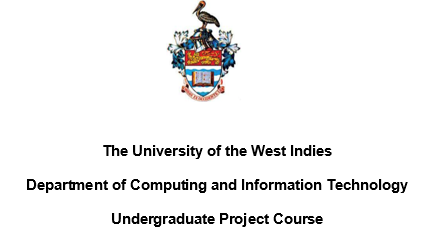 The University of the West Indies
Department of Computing and Information Technology
Undergraduate Project Course